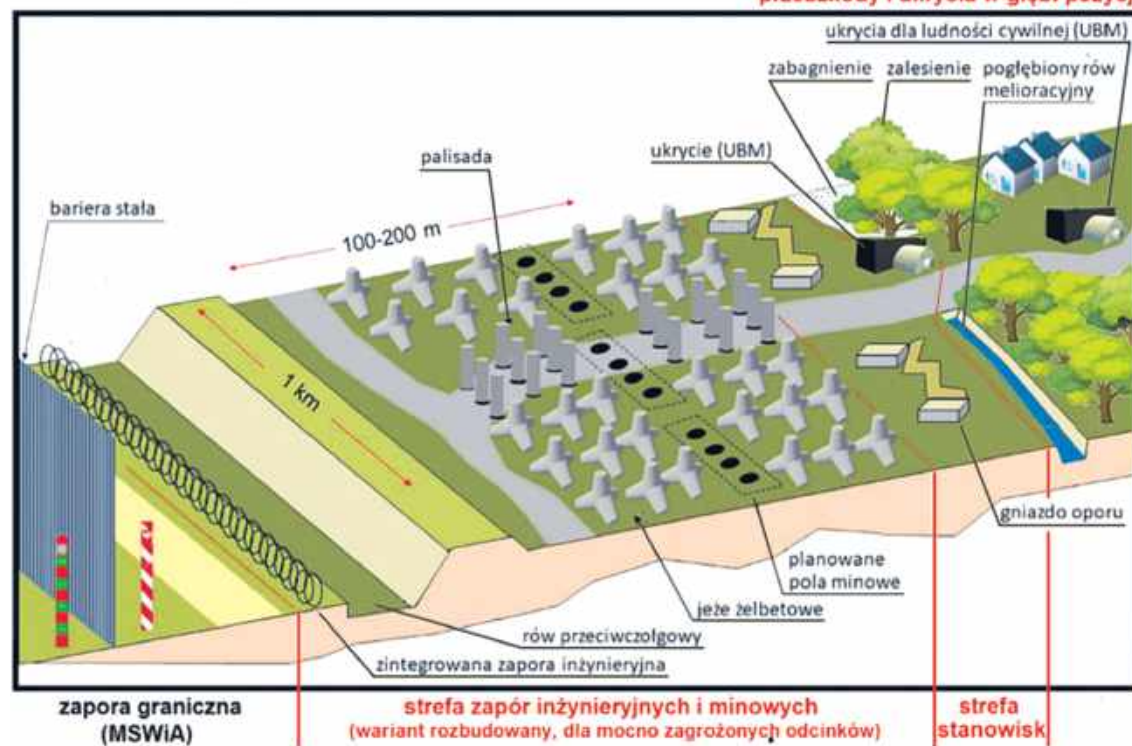 ukrycia dla ludności cywilnej (UBM)
zabagnienie
zalesienie
pogłębiony rów
melioracyjny
palisada
ukrycie (UBM)
bariera stała
100-200 m
1 km
gniazdo oporu
planowane
pola minowe
jeże żelbetowe
rów przeciwczołgowy
zintegrowana zapora inżynieryjna
zapora graniczna
(MSWiA)
strefa zapór inżynieryjnych i minowych
(wariant rozbudowany, dla mocno zagrożonych odcinków)
strefa
stanowisk